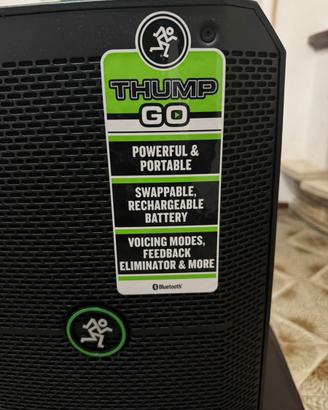 THUMP
GO
POWERFUL &
PORTABLE
SWAPPABLE,
RECHARGEABLE
BATTERY
VOICING MODES,
FEEDBACK
ELIMINATOR & MORE
Bluetooth